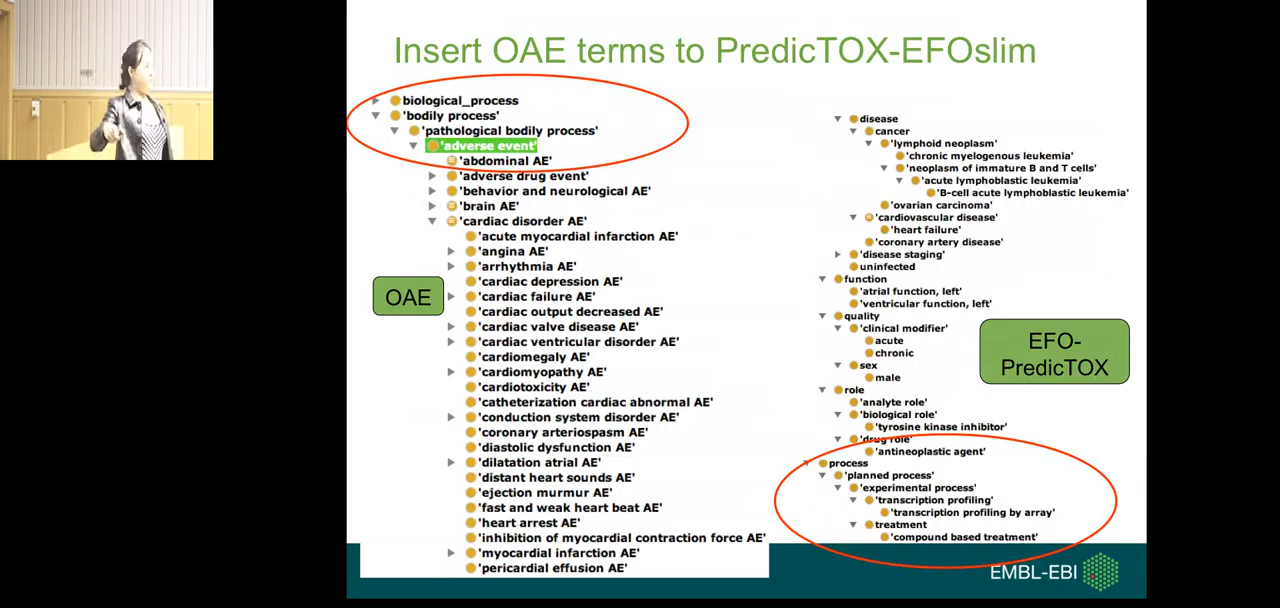 Insert OAE terms to PredicTOX-EFOslim
biological_process
'bodily process'
'pathological bodily process'
'adverse event'
'abdominal AE'
'adverse drug event'
'behavior and neurological AE'
'brain AE'
'cardiac disorder AE'
'acute myocardial infarction AE'
'angina AE'
'arrhythmia AE'
'cardiac depression AE'
'cardiac failure AE'
'cardiac output decreased AE'
'cardiac valve disease AE'
'cardiac ventricular disorder AE'
'cardiomegaly AE'
'cardiomyopathy AE'
'cardiotoxicity AE'
'catheterization cardiac abnormal AE'
'conduction system disorder AE'
'coronary arteriospasm AE'
'diastolic dysfunction AE'
'dilatation atrial AE'
'distant heart sounds AE'
'ejection murmur AE'
'fast and weak heart beat AE'
'heart arrest AE'
'inhibition of myocardial contraction force AE'
'myocardial infarction AE'
'pericardial effusion AE'
OAE
disease
cancer
'lymphoid neoplasm'
'chronic myelogenous leukemia'
'neoplasm of immature B and T cells'
'acute lymphoblastic leukemia'
'B-cell acute lymphoblastic leukemia'
'ovarian carcinoma'
'cardiovascular disease'
'heart failure'
'coronary artery disease'
'disease staging'
uninfected
function
'atrial function, left'
'ventricular function, left'
quality
'clinical modifier'
acute
chronic
sex
male
role
'analyte role'
'biological role'
'tyrosine kinase inhibitor'
'drug role'
'antineoplastic agent'
process
'planned process'
'experimental process'
'transcription profiling'
'transcription profiling by array'
treatment
'compound based treatment'
EFO-
PredicTOX
EMBL-EBI